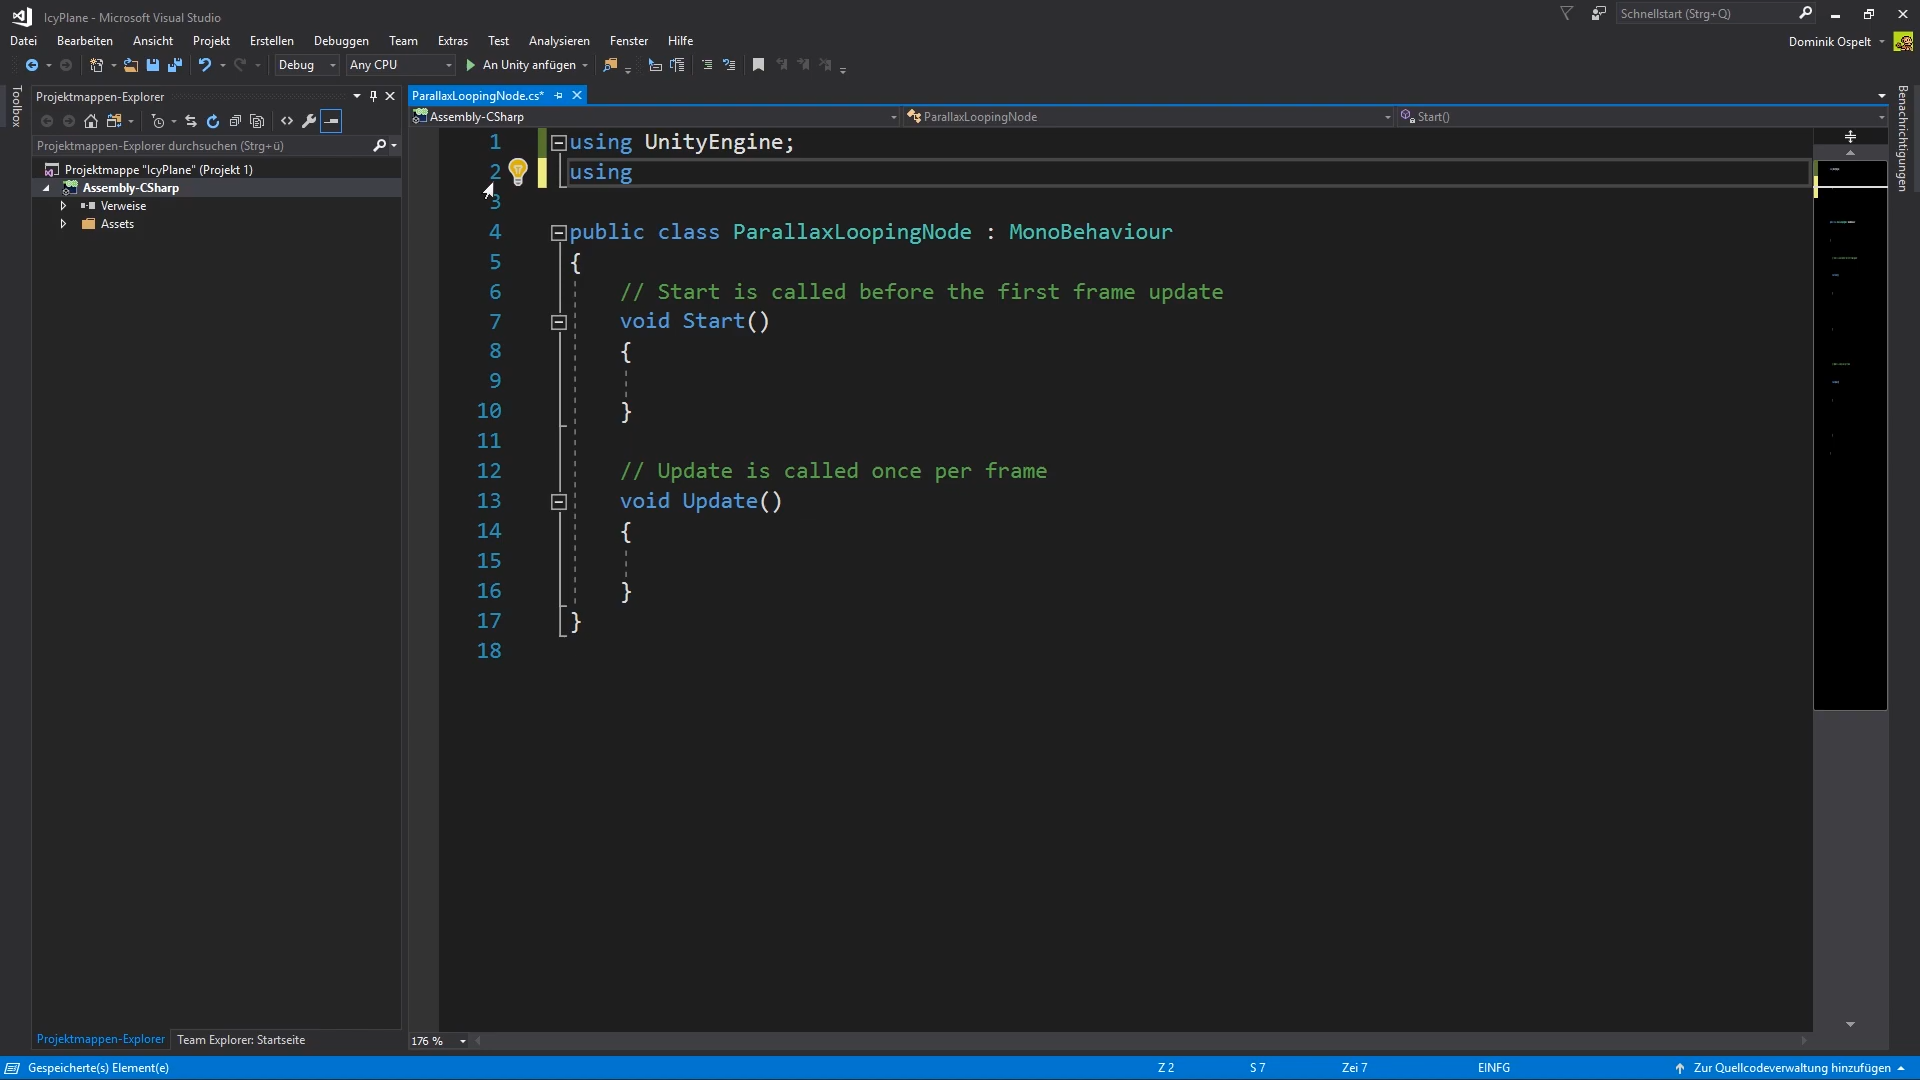 IcyPlane - Microsoft Visual Studio
Schnellstart (Strg+Q)
Datei Bearbeiten Ansicht Projekt Erstellen Debuggen Team Extras Test Analysieren Fenster Hilfe
Dominik Ospelt
Debug Any CPU An Unity anfügen
Toolbox
Projektmappen-Explorer
Projektmappen-Explorer durchsuchen (Strg+ü)
Projektmappe "IcyPlane" (Projekt 1)
Assembly-CSharp
Verweise
Assets
ParallaxLoopingNode.cs*
Assembly-CSharp ParallaxLoopingNode Start()
1 using UnityEngine;
2 using
3
4 public class ParallaxLoopingNode : MonoBehaviour
5 {
6 // Start is called before the first frame update
7 void Start()
8 {
9
10 }
11
12 // Update is called once per frame
13 void Update()
14 {
15
16 }
17 }
18
Benachrichtigungen
176 %
Projektmappen-Explorer Team Explorer: Startseite
Gespeicherte(s) Element(e)
Z 2 S 7 Zei 7 EINFG
Zur Quellcodeverwaltung hinzufügen